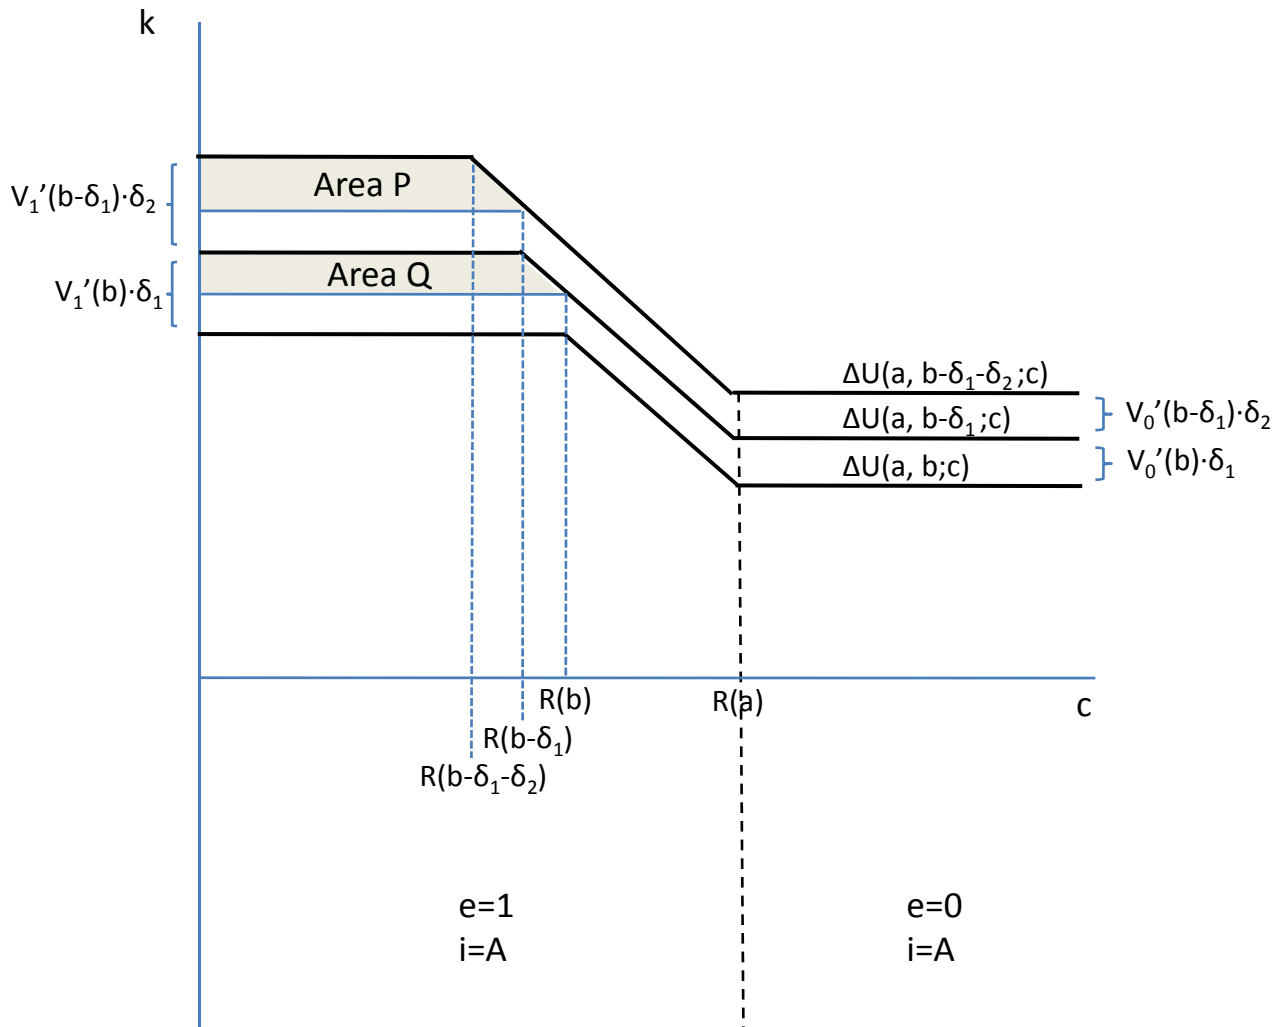 k
Area P
V₁’(b-δ₁)·δ₂
Area Q
V₁’(b)·δ₁
ΔU(a, b-δ₁-δ₂;c)
V₀’(b-δ₁)·δ₂
ΔU(a, b-δ₁;c)
ΔU(a, b;c)
V₀’(b)·δ₁
R(b)
R(a)
c
R(b-δ₁)
R(b-δ₁-δ₂)
e=1
e=0
i=A
i=A